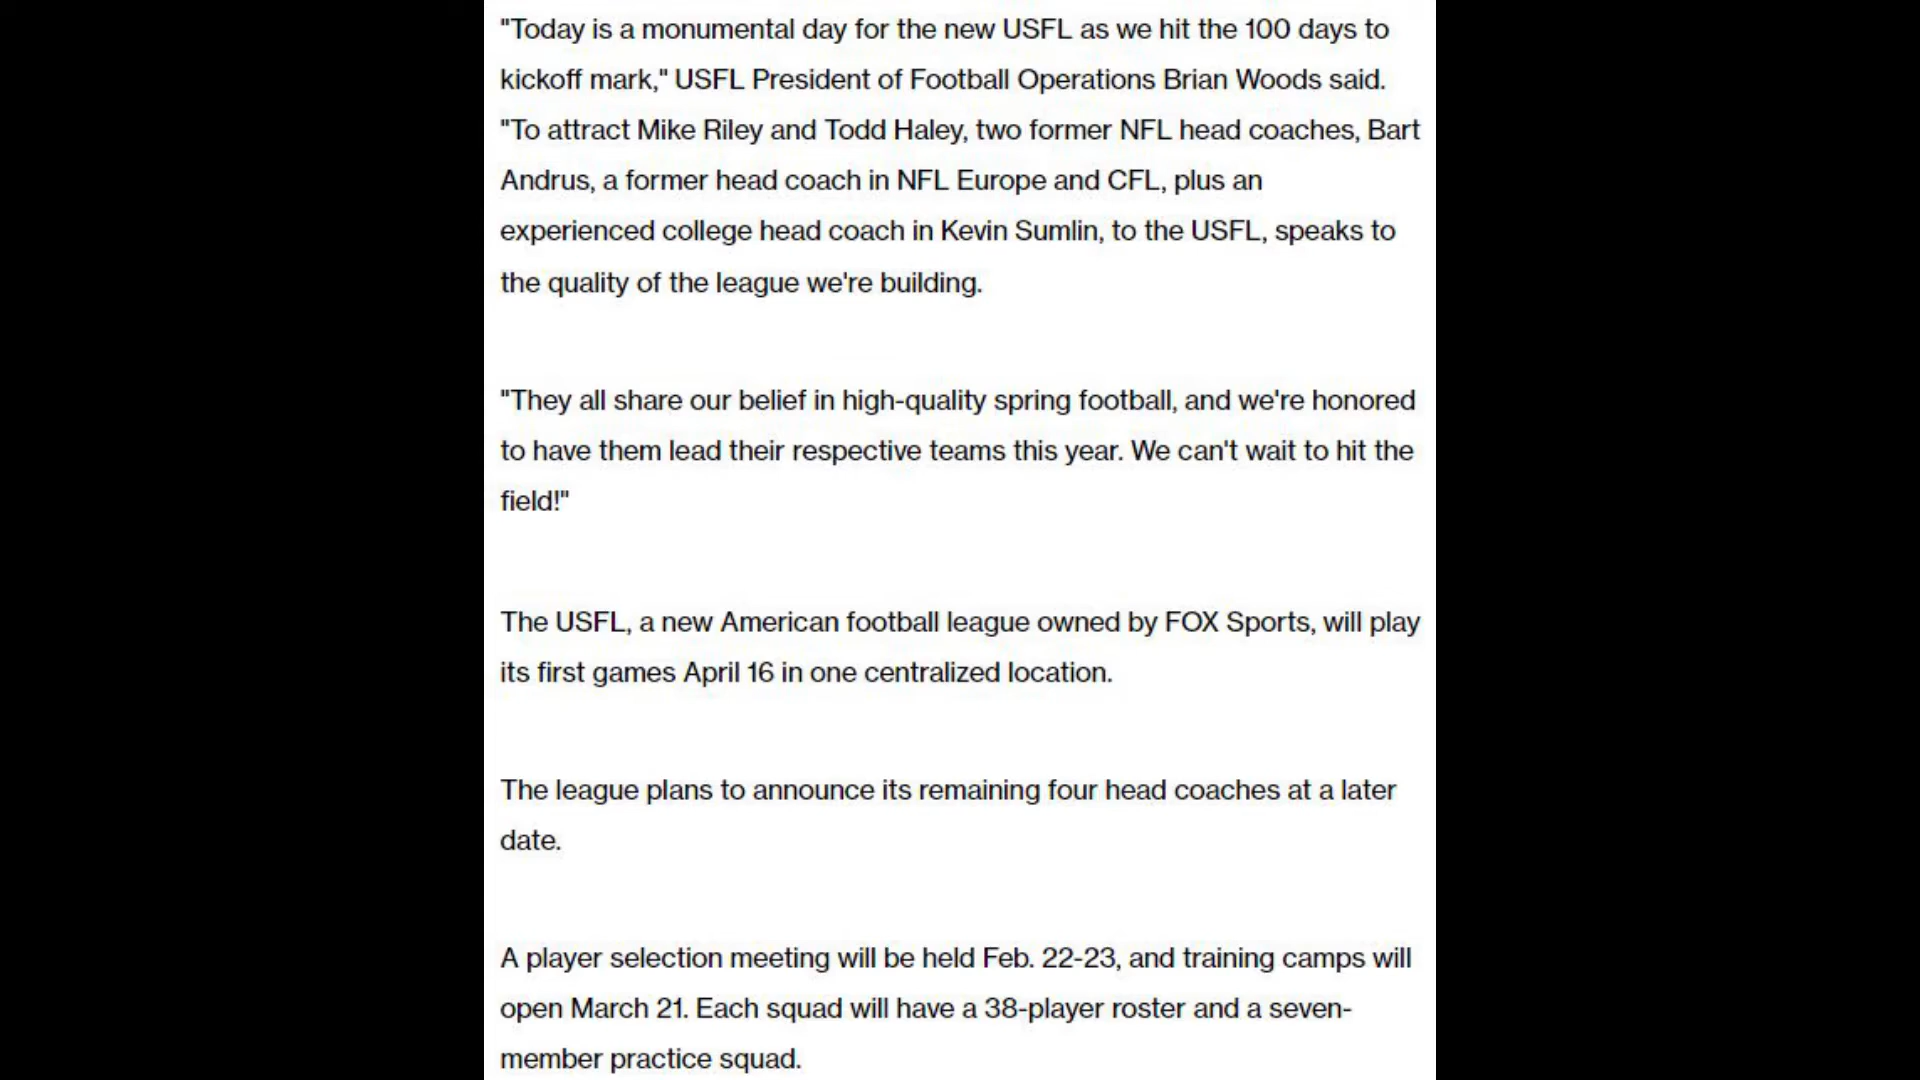 "Today is a monumental day for the new USFL as we hit the 100 days to
kickoff mark," USFL President of Football Operations Brian Woods said.
"To attract Mike Riley and Todd Haley, two former NFL head coaches, Bart
Andrus, a former head coach in NFL Europe and CFL, plus an
experienced college head coach in Kevin Sumlin, to the USFL, speaks to
the quality of the league we're building.
"They all share our belief in high-quality spring football, and we're honored
to have them lead their respective teams this year. We can't wait to hit the
field!"
The USFL, a new American football league owned by FOX Sports, will play
its first games April 16 in one centralized location.
The league plans to announce its remaining four head coaches at a later
date.
A player selection meeting will be held Feb. 22-23, and training camps will
open March 21. Each squad will have a 38-player roster and a seven-
member practice squad.